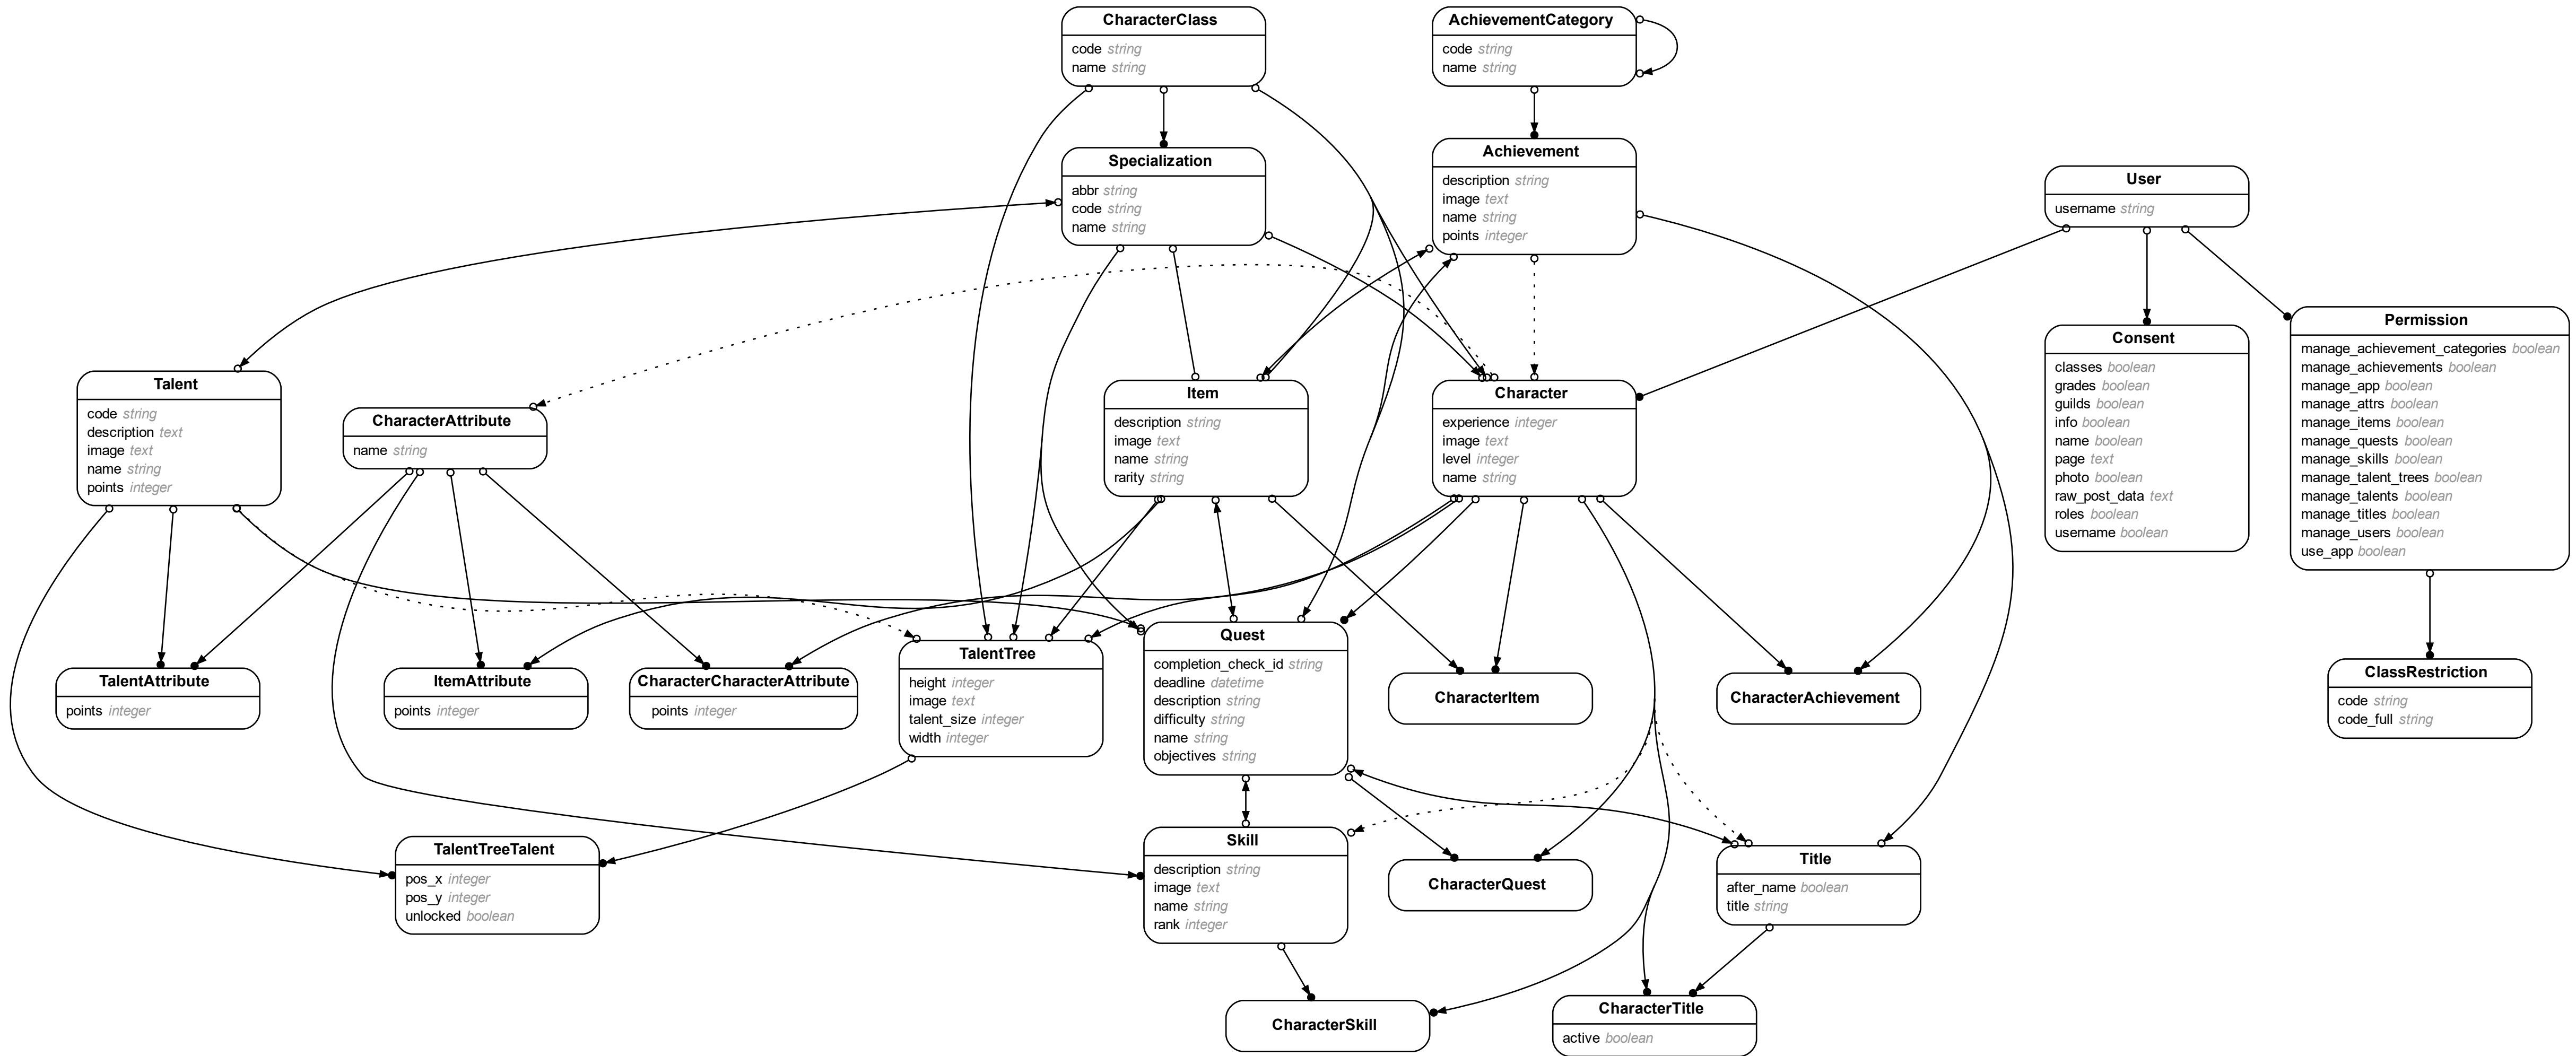 CharacterClass
code string
name string
AchievementCategory
code string
name string
Specialization
abbr string
code string
name string
Achievement
description string
image text
name string
points integer
User
username string
Talent
code string
description text
image text
name string
points integer
CharacterAttribute
name string
Item
description string
image text
name string
rarity string
Character
experience integer
image text
level integer
name string
Consent
classes boolean
grades boolean
guilds boolean
info boolean
name boolean
page text
photo boolean
raw_post_data text
roles boolean
username boolean
Permission
manage_achievement_categories boolean
manage_achievements boolean
manage_app boolean
manage_attrs boolean
manage_items boolean
manage_quests boolean
manage_skills boolean
manage_talent_trees boolean
manage_talents boolean
manage_titles boolean
manage_users boolean
use_app boolean
TalentAttribute
points integer
ItemAttribute
points integer
CharacterCharacterAttribute
points integer
TalentTree
height integer
image text
talent_size integer
width integer
Quest
completion_check_id string
deadline datetime
description string
difficulty string
name string
objectives string
CharacterItem
CharacterAchievement
ClassRestriction
code string
code_full string
TalentTreeTalent
pos_x integer
pos_y integer
unlocked boolean
Skill
description string
image text
name string
rank integer
CharacterQuest
Title
after_name boolean
title string
CharacterSkill
CharacterTitle
active boolean